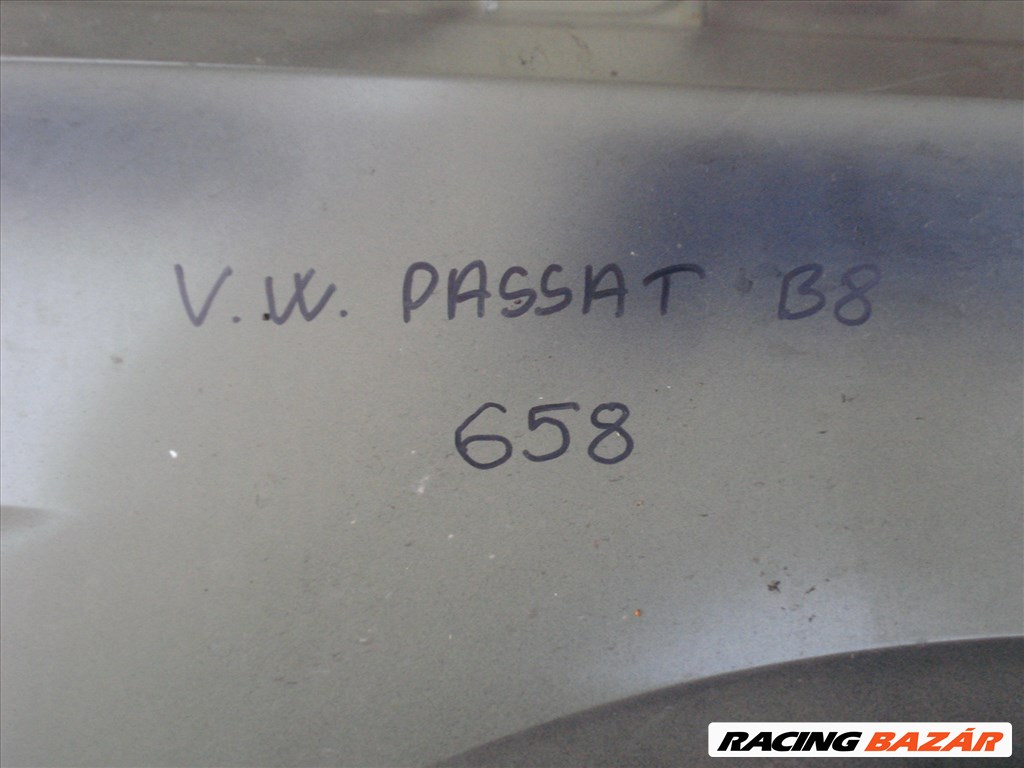 V.W. PASSAT B8
658
RACING BAZÁR